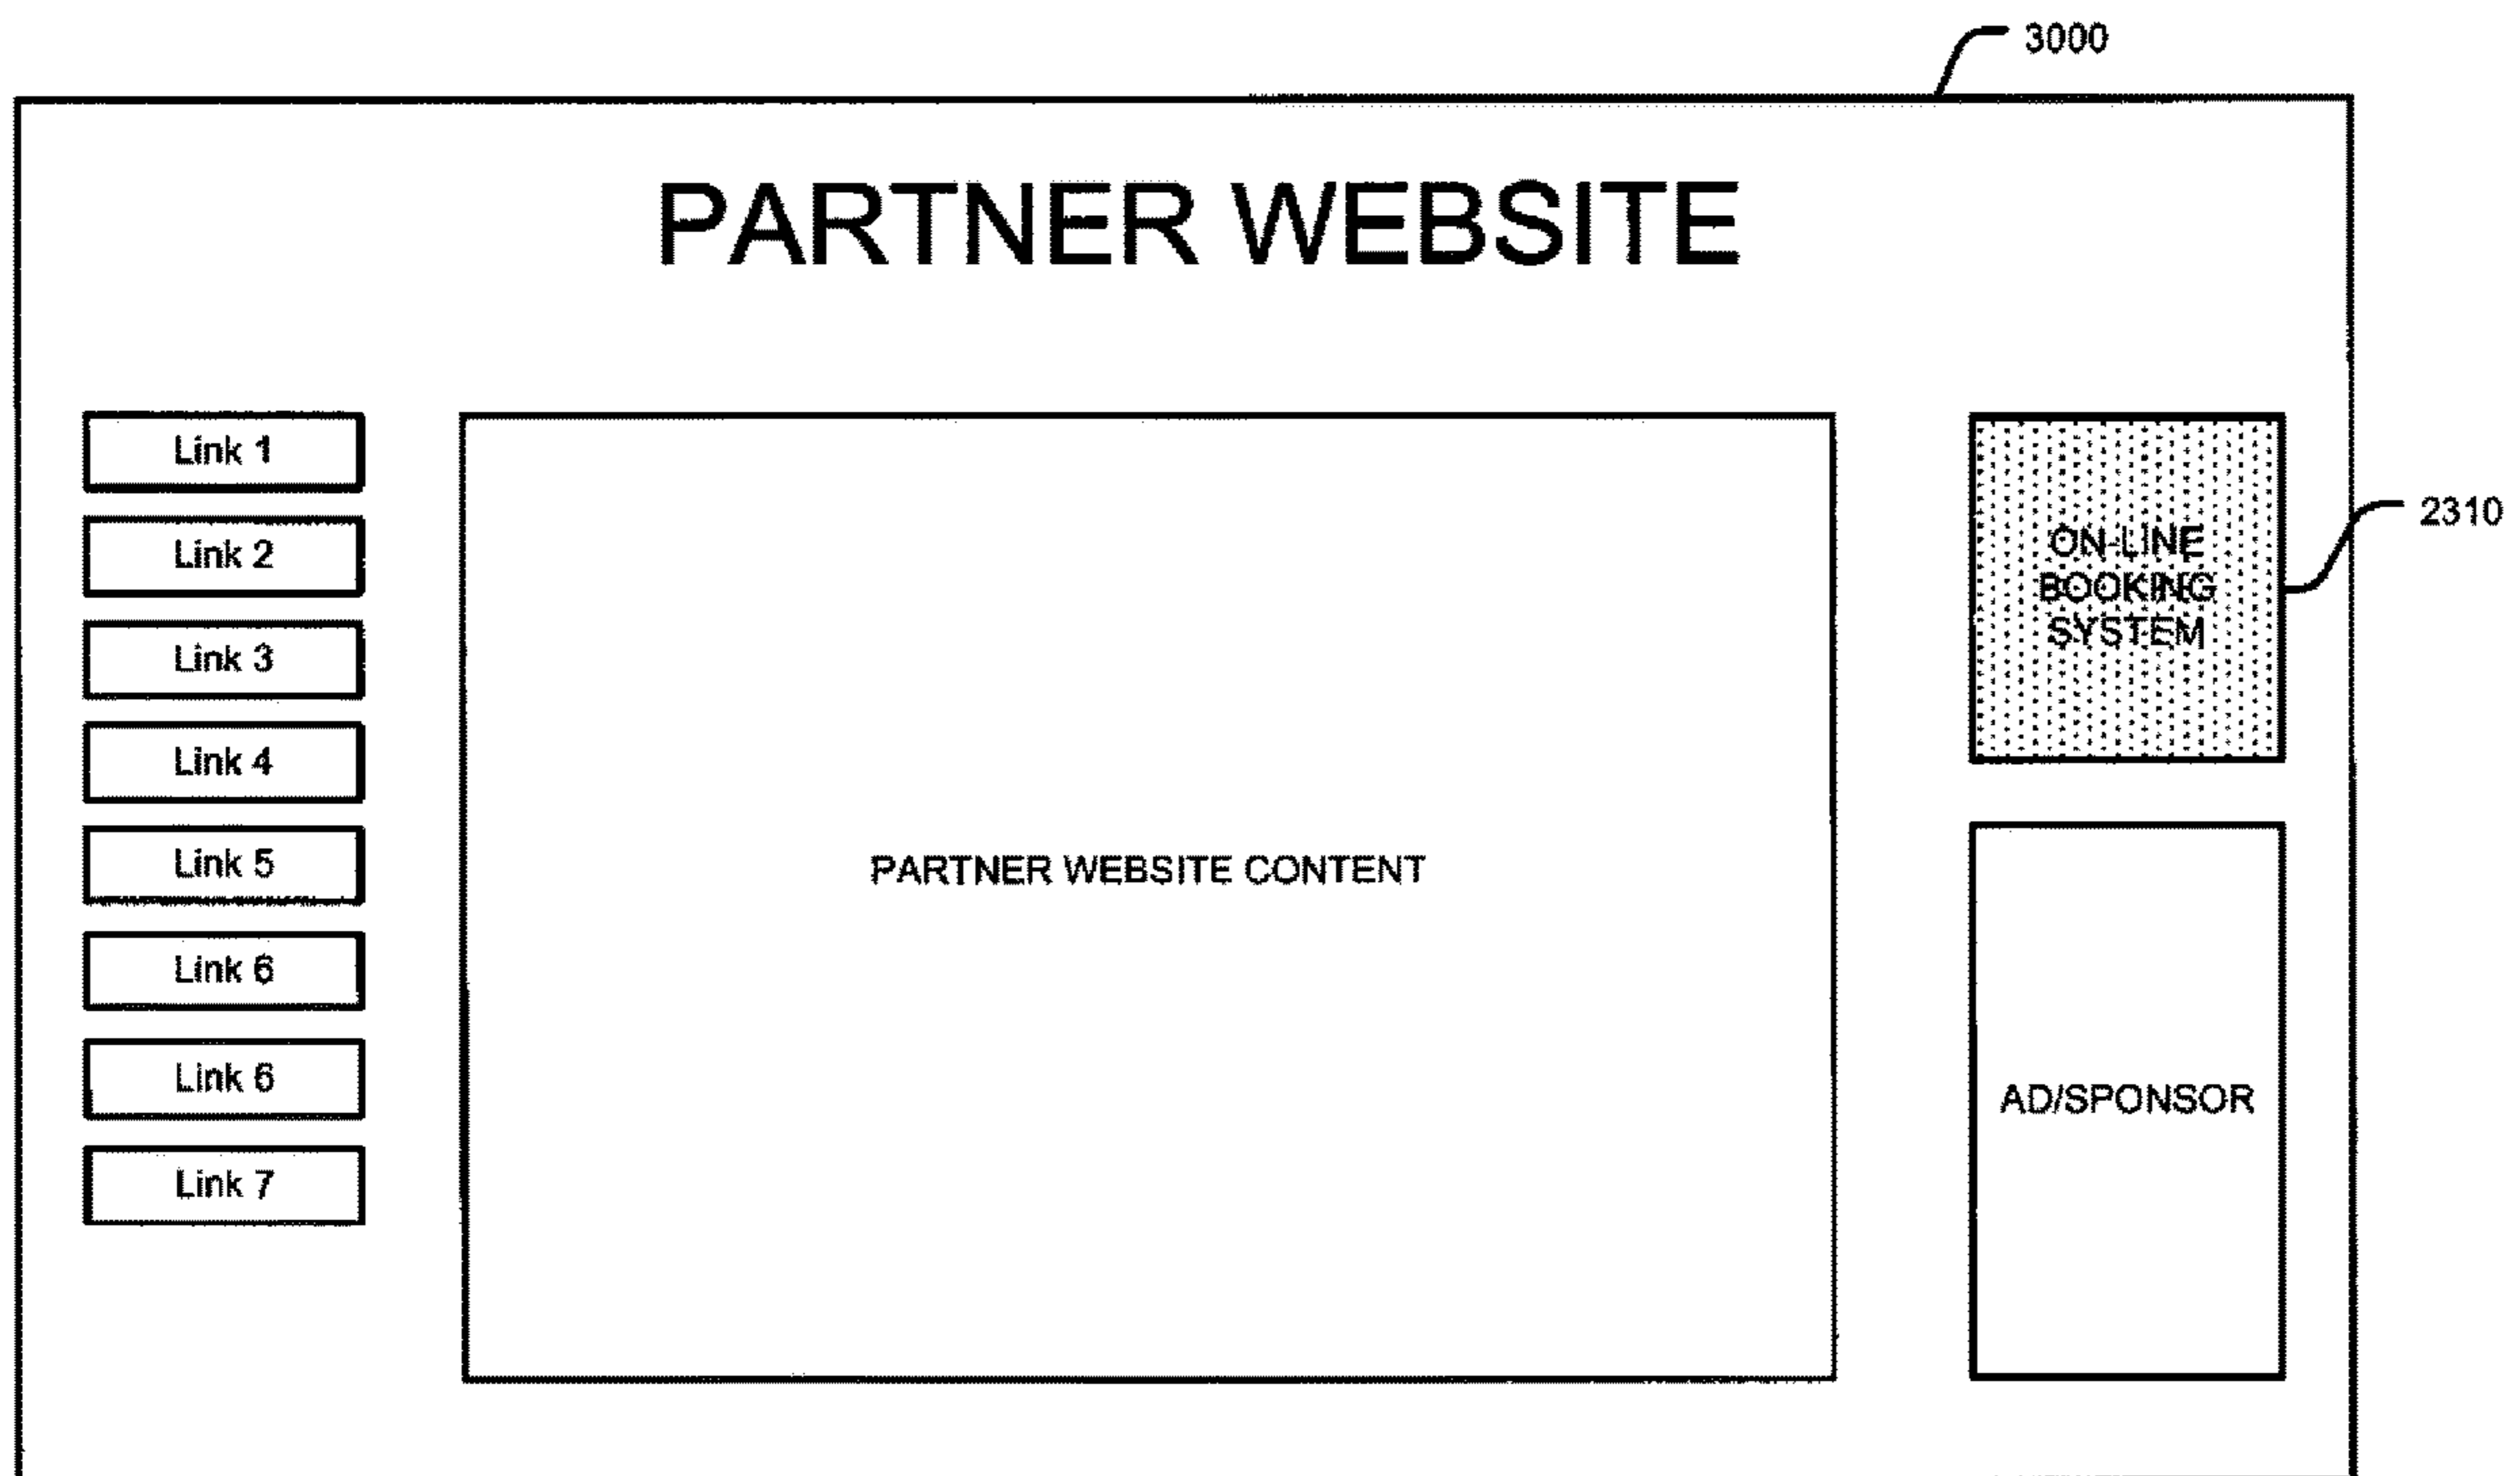 3000
PARTNER WEBSITE
Link 1
Link 2
Link 3
Link 4
Link 5
Link 6
Link 6
Link 7
PARTNER WEBSITE CONTENT
ON-LINE
BOOKING
SYSTEM
2310
AD/SPONSOR